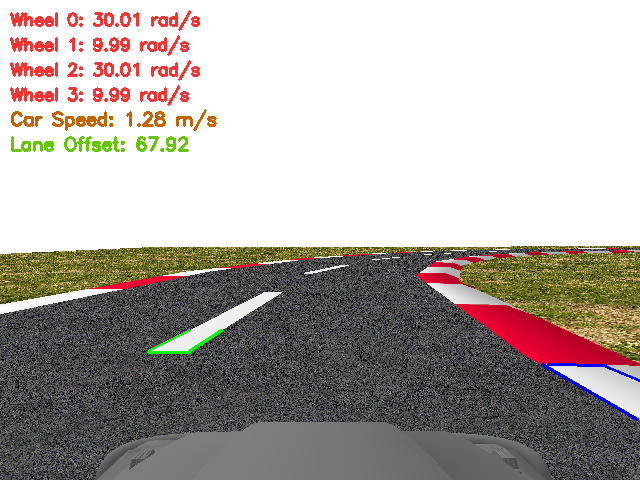 Wheel 0: 30.01 rad/s
Wheel 1: 9.99 rad/s
Wheel 2: 30.01 rad/s
Wheel 3: 9.99 rad/s
Car Speed: 1.28 m/s
Lane Offset: 67.92